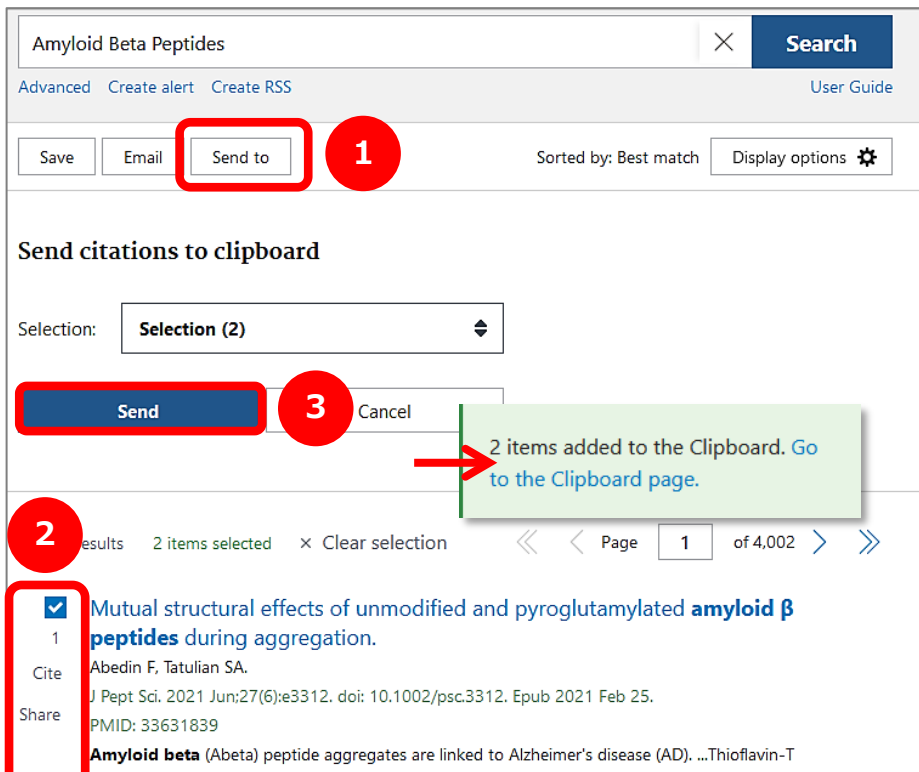 Amyloid Beta Peptides
Search
Advanced Create alert Create RSS User Guide
Save Email Send to 1 Sorted by: Best match Display options
Send citations to clipboard
Selection: Selection (2)
Send 3 Cancel
2 items added to the Clipboard. Go
to the Clipboard page.
2 2 items selected × Clear selection Page 1 of 4,002
Mutual structural effects of unmodified and pyroglutamylated amyloid β
1 peptides during aggregation.
Cite Abedin F, Tatulian SA.
Share J Pept Sci. 2021 Jun;27(6):e3312. doi: 10.1002/psc.3312. Epub 2021 Feb 25.
PMID: 33631839
Amyloid beta (Abeta) peptide aggregates are linked to Alzheimer's disease (AD). ...Thioflavin-T